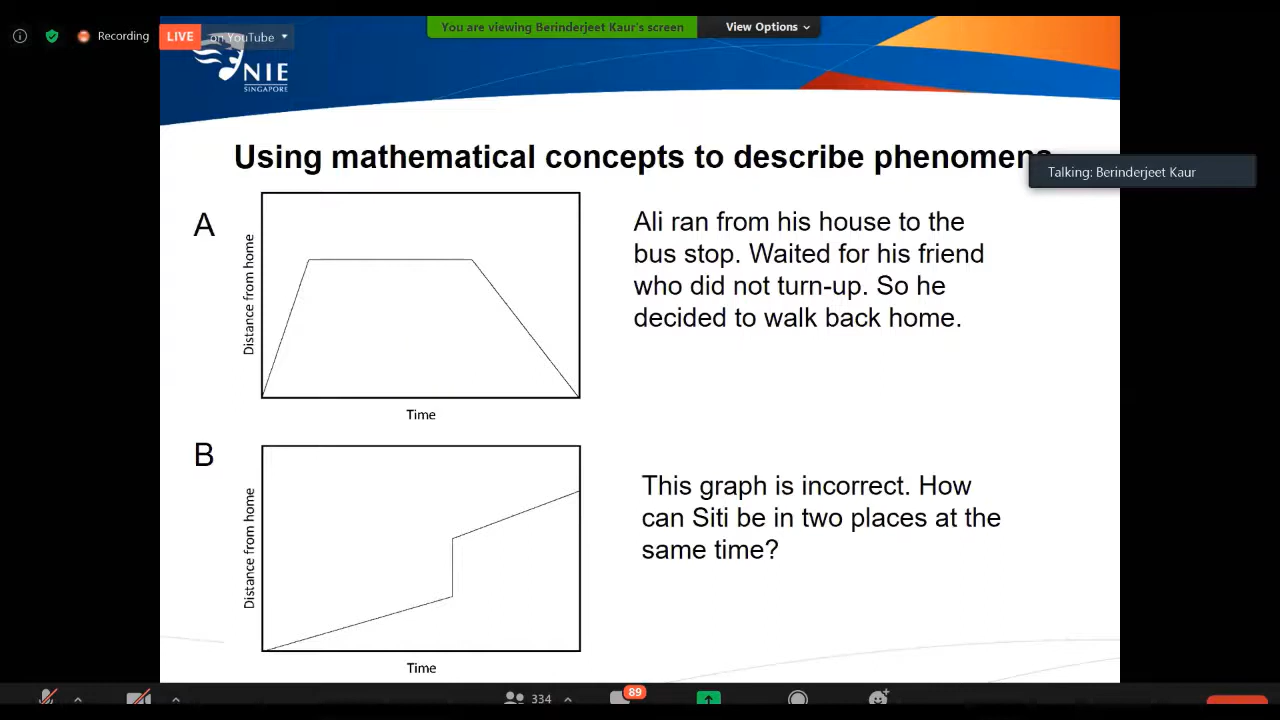 Recording
LIVE
on YouTube
You are viewing Berinderjeet Kaur's screen
View Options
NIE
SINGAPORE
Using mathematical concepts to describe phenomena
Talking: Berinderjeet Kaur
A
Distance from home
Time
Ali ran from his house to the
bus stop. Waited for his friend
who did not turn-up. So he
decided to walk back home.
B
Distance from home
Time
This graph is incorrect. How
can Siti be in two places at the
same time?
334
89